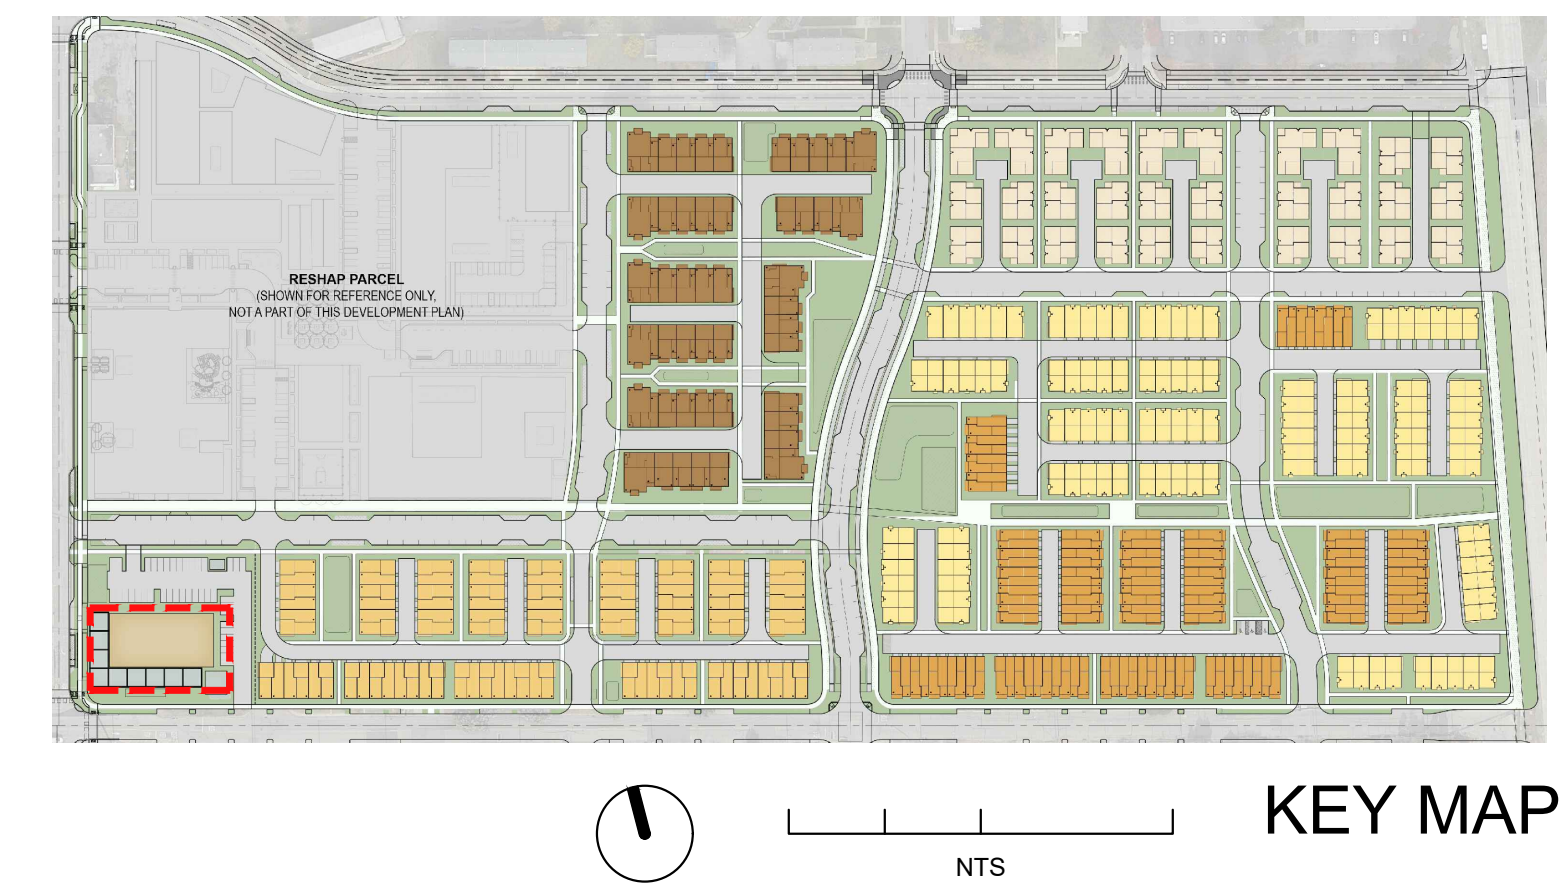 RESHAP PARCEL
(SHOWN FOR REFERENCE ONLY,
NOT A PART OF THIS DEVELOPMENT PLAN)
KEY MAP
NTS